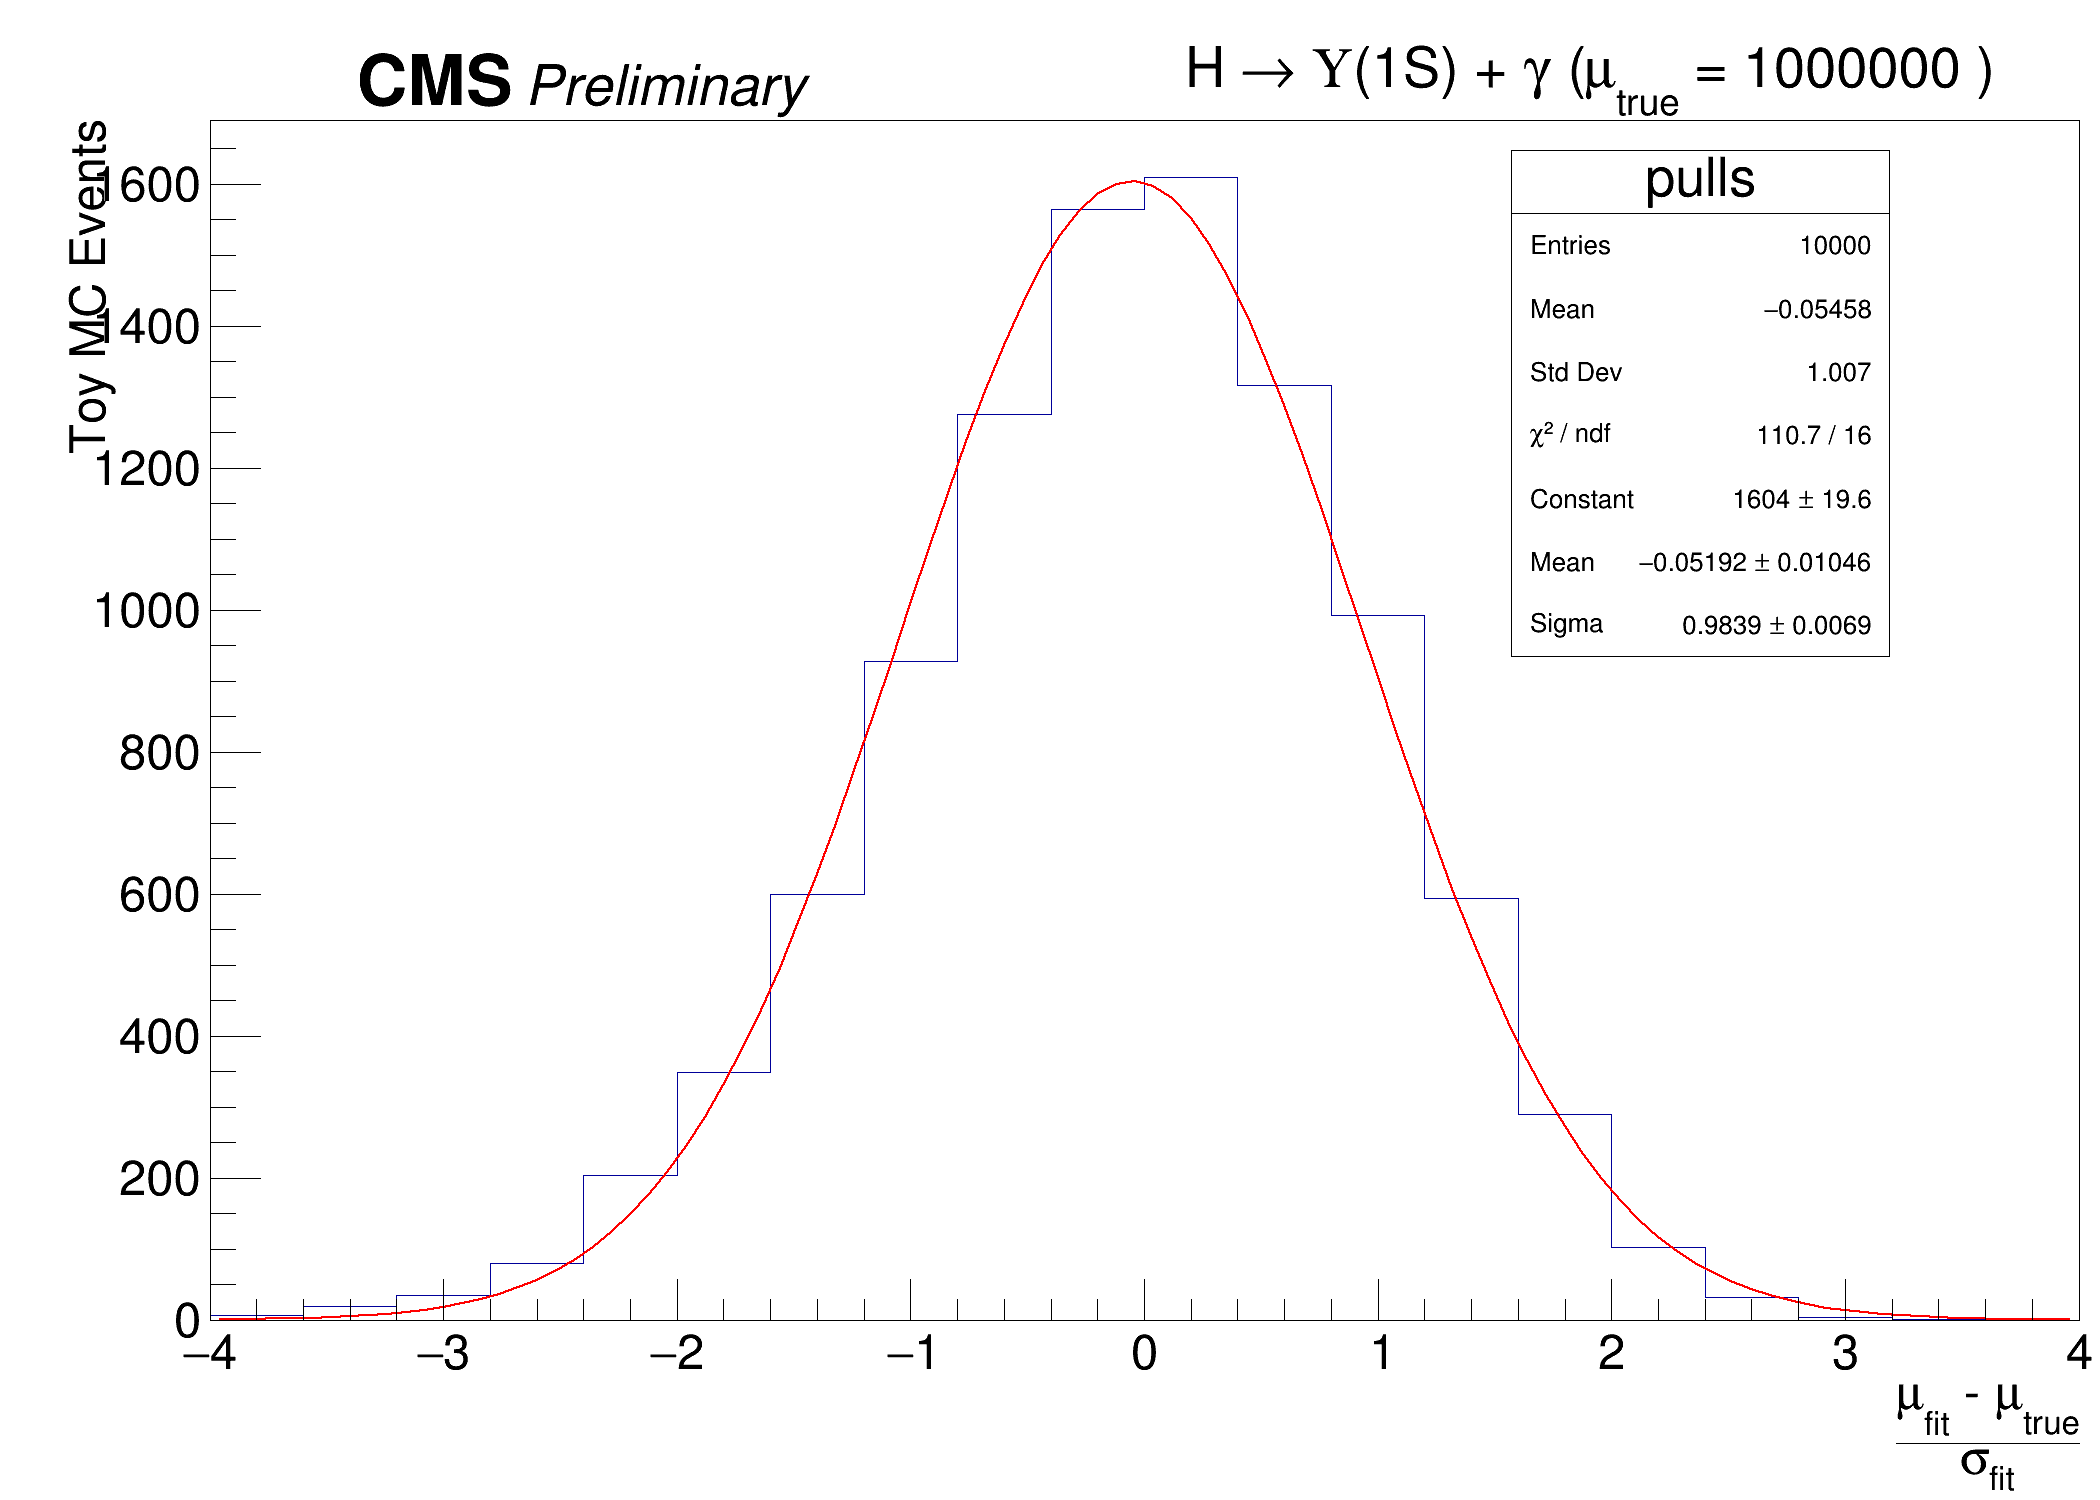 CMS Preliminary
H → Υ(1S) + γ (μ_true = 1000000 )
Toy MC Events
1600
1400
1200
1000
800
600
400
200
0
−4 −3 −2 −1 0 1 2 3 4
pulls
Entries 10000
Mean −0.05458
Std Dev 1.007
χ² / ndf 110.7 / 16
Constant 1604 ± 19.6
Mean −0.05192 ± 0.01046
Sigma 0.9839 ± 0.0069
μ_fit - μ_true
σ_fit